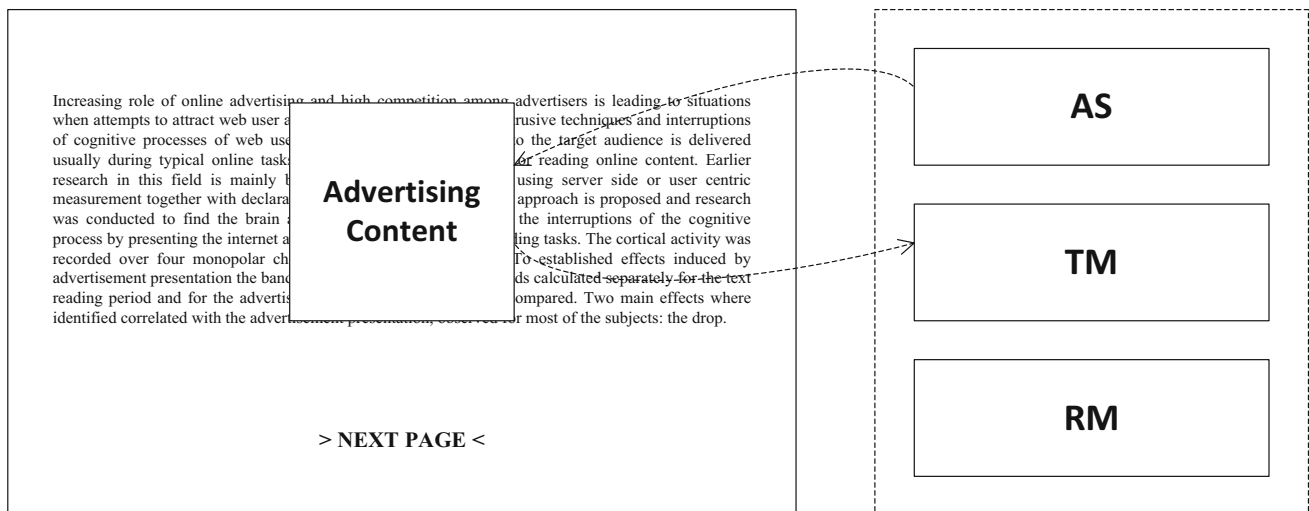 Increasing role of online advertising and high competition among advertisers is leading to situations
when attempts to attract web user a rusive techniques and interruptions
of cognitive processes of web use o the target audience is delivered
usually during typical online tasks or reading online content. Earlier
research in this field is mainly b using server side or user centric
measurement together with declara approach is proposed and research
was conducted to find the brain a the interruptions of the cognitive
process by presenting the internet a ding tasks. The cortical activity was
recorded over four monopolar ch To established effects induced by
advertisement presentation the band ds calculated separately for the text
reading period and for the advertis ompared. Two main effects where
identified correlated with the advertisement presentation, observed for most of the subjects: the drop.
Advertising
Content
> NEXT PAGE <
AS
TM
RM